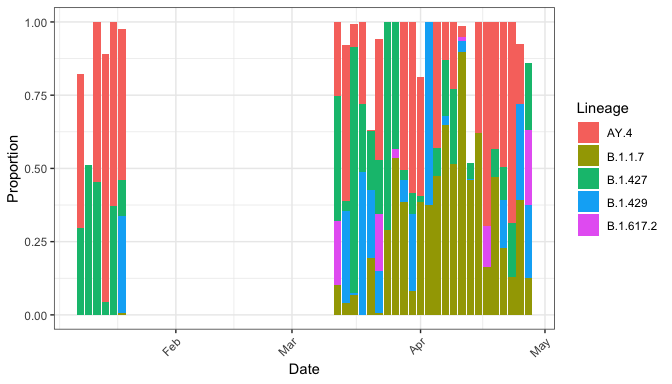 1.00
0.75
0.50
0.25
0.00
Proportion
Feb
Mar
Apr
May
Date
Lineage
AY.4
B.1.1.7
B.1.427
B.1.429
B.1.617.2